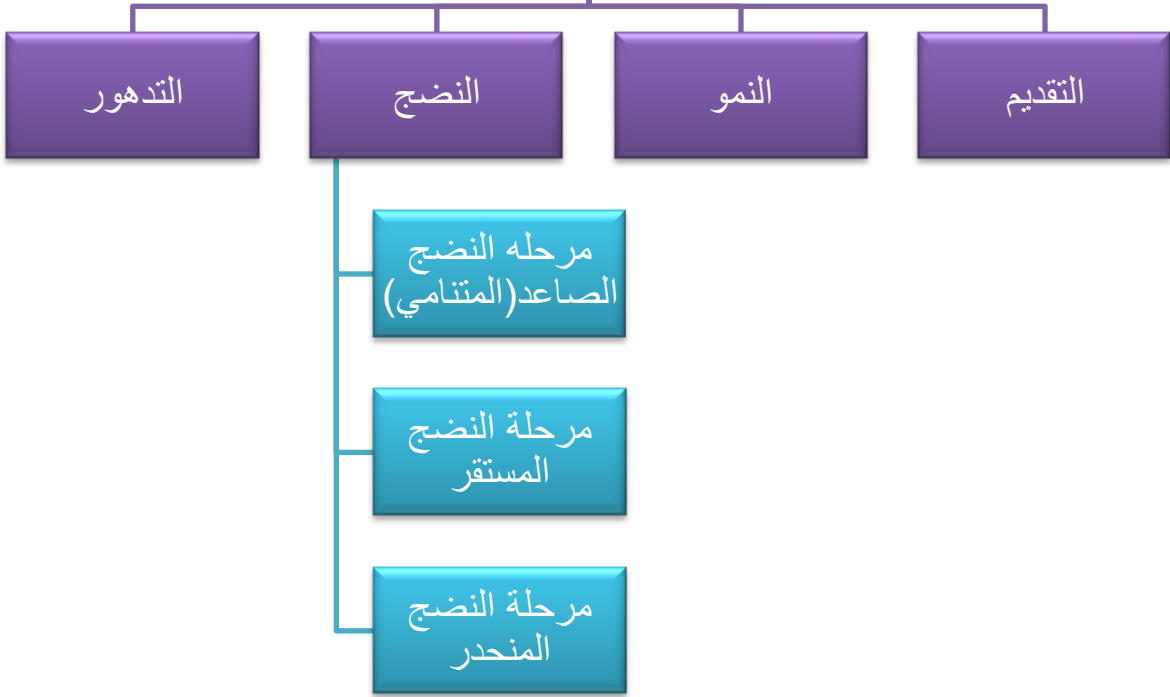 التقديم
النمو
النضج
التدهور
مرحله النضج
الصاعد(المتنامي)
مرحلة النضج
المستقر
مرحلة النضج
المنحدر